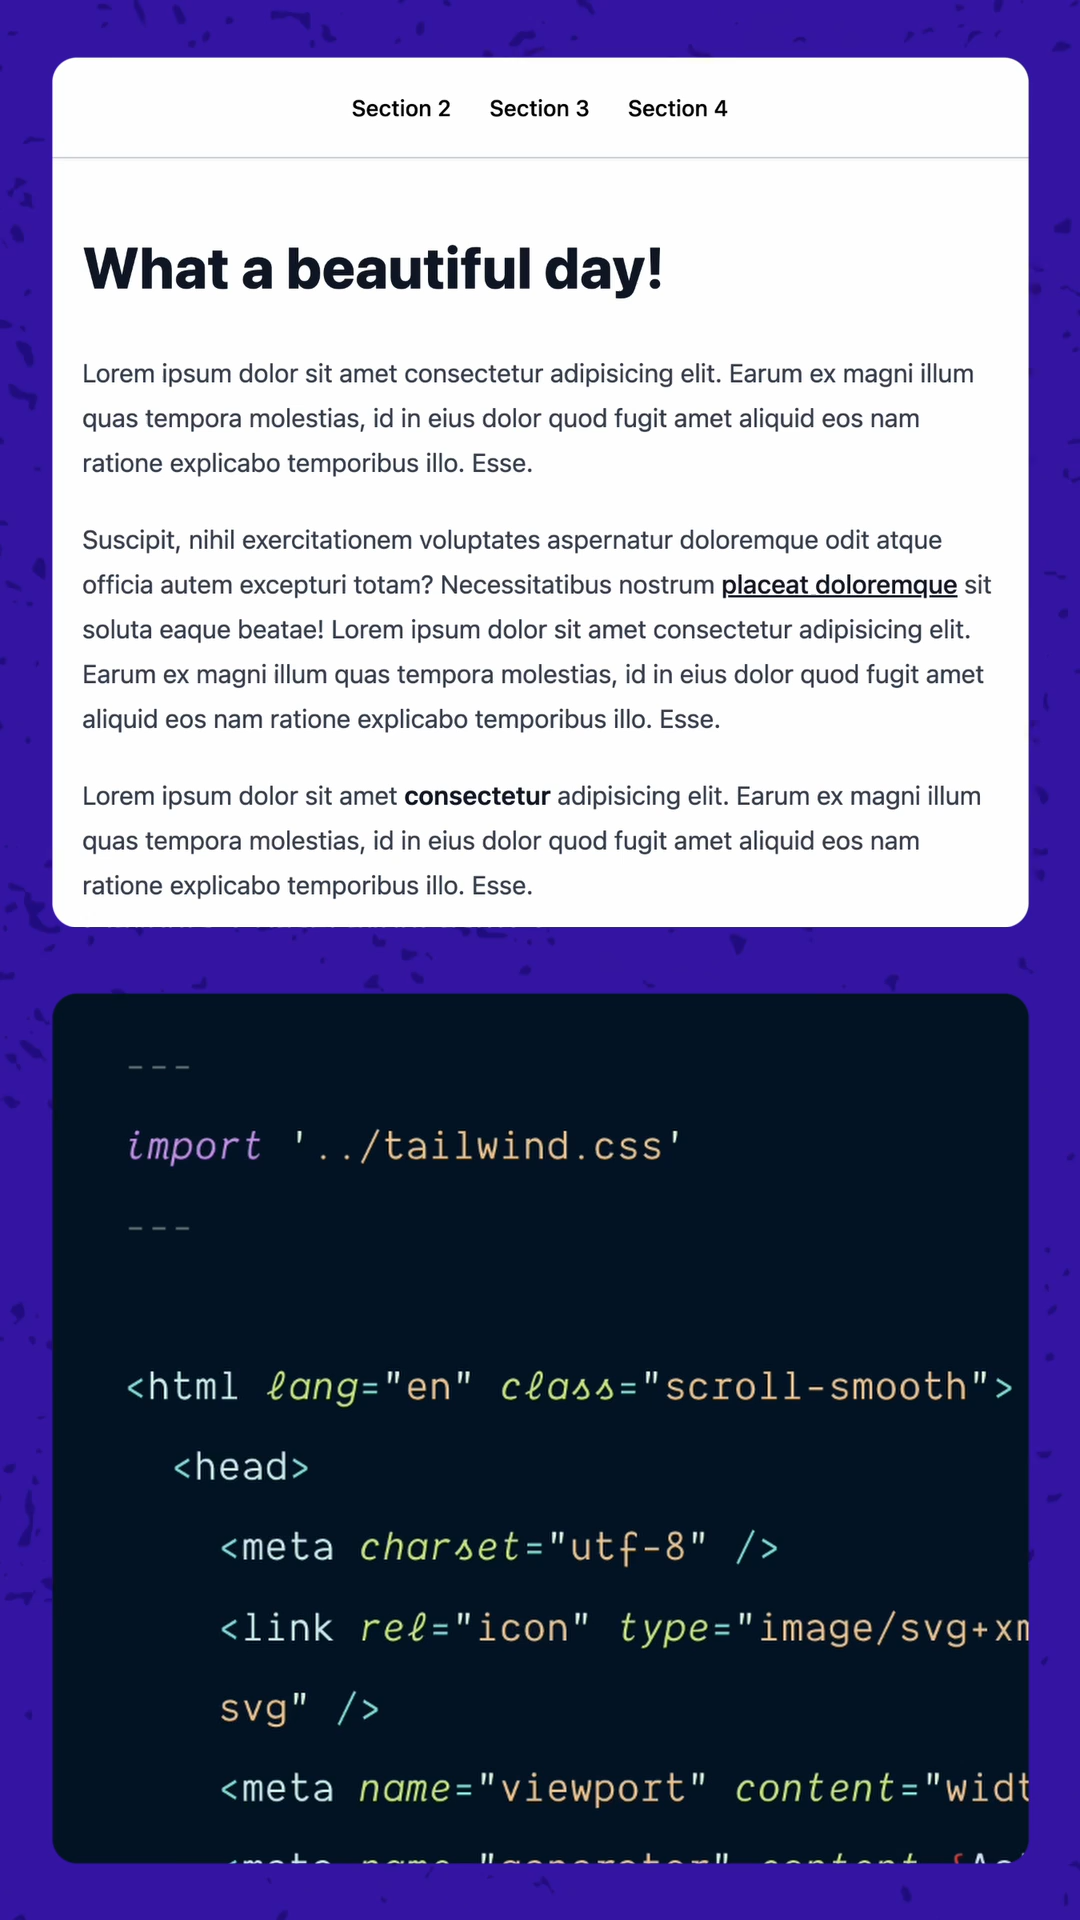 Section 2 Section 3 Section 4
What a beautiful day!
Lorem ipsum dolor sit amet consectetur adipisicing elit. Earum ex magni illum
quas tempora molestias, id in eius dolor quod fugit amet aliquid eos nam
ratione explicabo temporibus illo. Esse.
Suscipit, nihil exercitationem voluptates aspernatur doloremque odit atque
officia autem excepturi totam? Necessitatibus nostrum placeat doloremque sit
soluta eaque beatae! Lorem ipsum dolor sit amet consectetur adipisicing elit.
Earum ex magni illum quas tempora molestias, id in eius dolor quod fugit amet
aliquid eos nam ratione explicabo temporibus illo. Esse.
Lorem ipsum dolor sit amet consectetur adipisicing elit. Earum ex magni illum
quas tempora molestias, id in eius dolor quod fugit amet aliquid eos nam
ratione explicabo temporibus illo. Esse.
---
import '../tailwind.css'
---
<html lang="en" class="scroll-smooth">
<head>
<meta charset="utf-8" />
<link rel="icon" type="image/svg+xm
svg" />
<meta name="viewport" content="widt